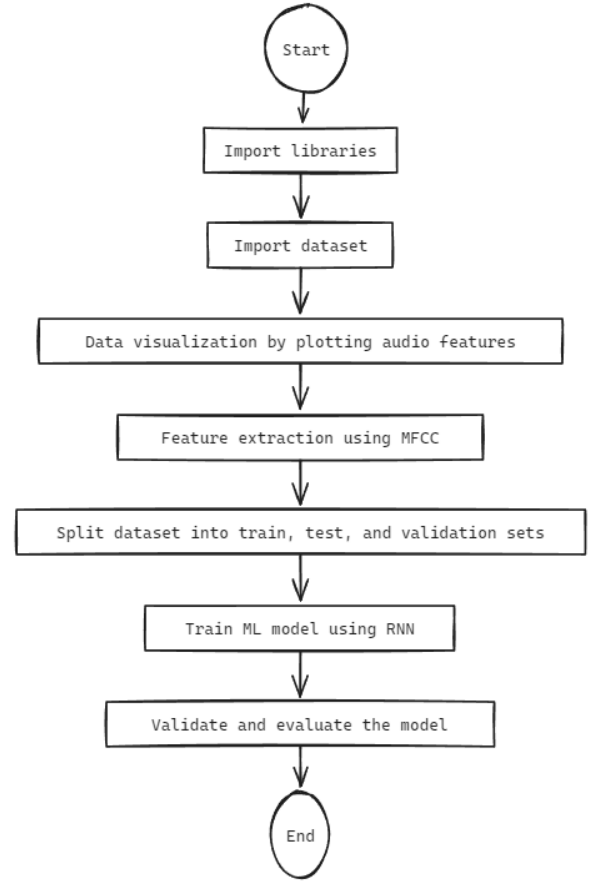 Start
Import libraries
Import dataset
Data visualization by plotting audio features
Feature extraction using MFCC
Split dataset into train, test, and validation sets
Train ML model using RNN
Validate and evaluate the model
End